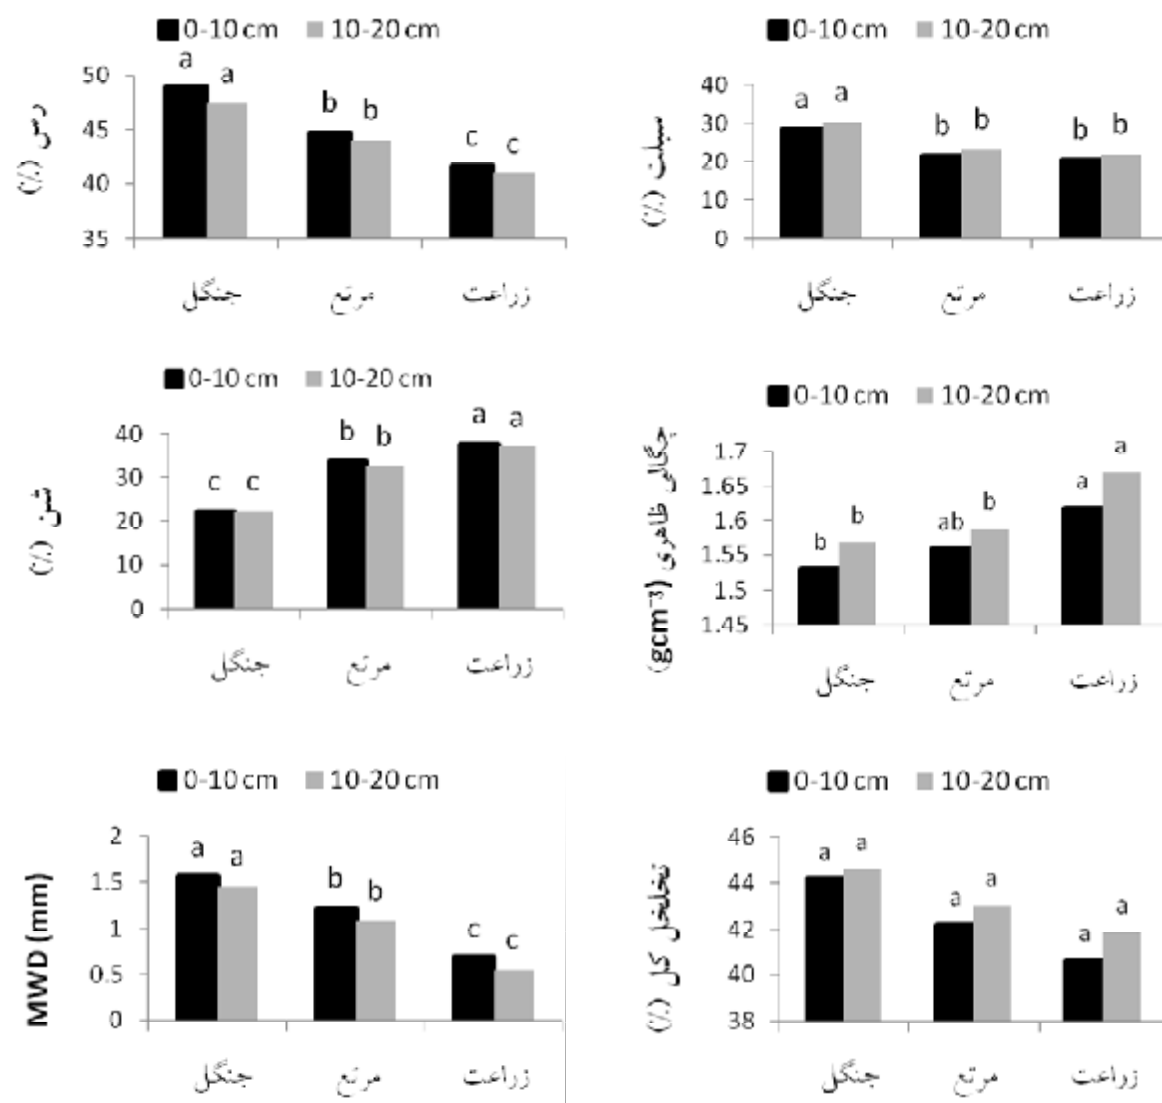 0-10 cm 10-20 cm
رس (٪)
50
45
40
35
a a b b c c
جنگل مرتع زراعت
0-10 cm 10-20 cm
سیلت (٪)
40
30
20
10
0
a a b b b b
جنگل مرتع زراعت
0-10 cm 10-20 cm
شن (٪)
40
30
20
10
0
c c b b a a
جنگل مرتع زراعت
0-10 cm 10-20 cm
چگالی ظاهری (gcm⁻³)
1.7
1.65
1.6
1.55
1.5
1.45
b b ab b a a
جنگل مرتع زراعت
0-10 cm 10-20 cm
MWD (mm)
2
1.5
1
0.5
0
a a b b c c
جنگل مرتع زراعت
0-10 cm 10-20 cm
تخلخل کل (٪)
46
44
42
40
38
a a a a a a
جنگل مرتع زراعت